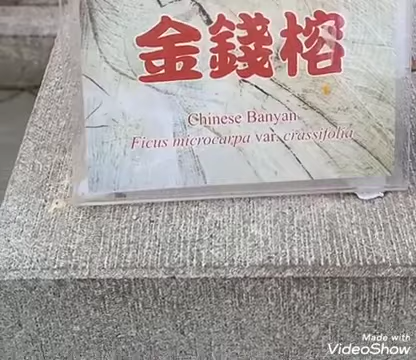 金錢榕
Chinese Banyan
Ficus microcarpa var. crassifolia
Made with
VideoShow